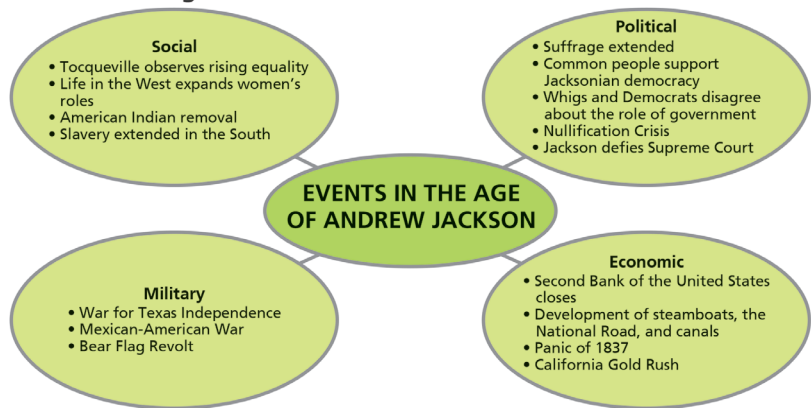 Social
• Tocqueville observes rising equality
• Life in the West expands women's
roles
• American Indian removal
• Slavery extended in the South
Political
• Suffrage extended
• Common people support
Jacksonian democracy
• Whigs and Democrats disagree
about the role of government
• Nullification Crisis
• Jackson defies Supreme Court
EVENTS IN THE AGE
OF ANDREW JACKSON
Military
• War for Texas Independence
• Mexican-American War
• Bear Flag Revolt
Economic
• Second Bank of the United States
closes
• Development of steamboats, the
National Road, and canals
• Panic of 1837
• California Gold Rush